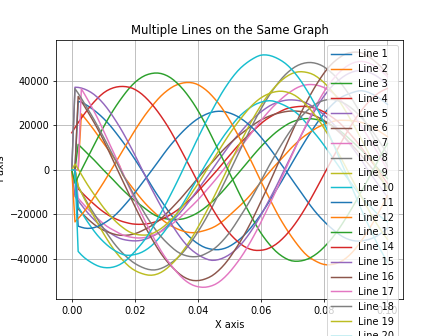 Multiple Lines on the Same Graph
40000
20000
0
−20000
−40000
0.00
0.02
0.04
0.06
X axis
axis
Line 1
Line 2
Line 3
Line 4
Line 5
Line 6
Line 7
Line 8
Line 9
Line 10
Line 11
Line 12
Line 13
Line 14
Line 15
Line 16
Line 17
Line 18
Line 19
Line 20